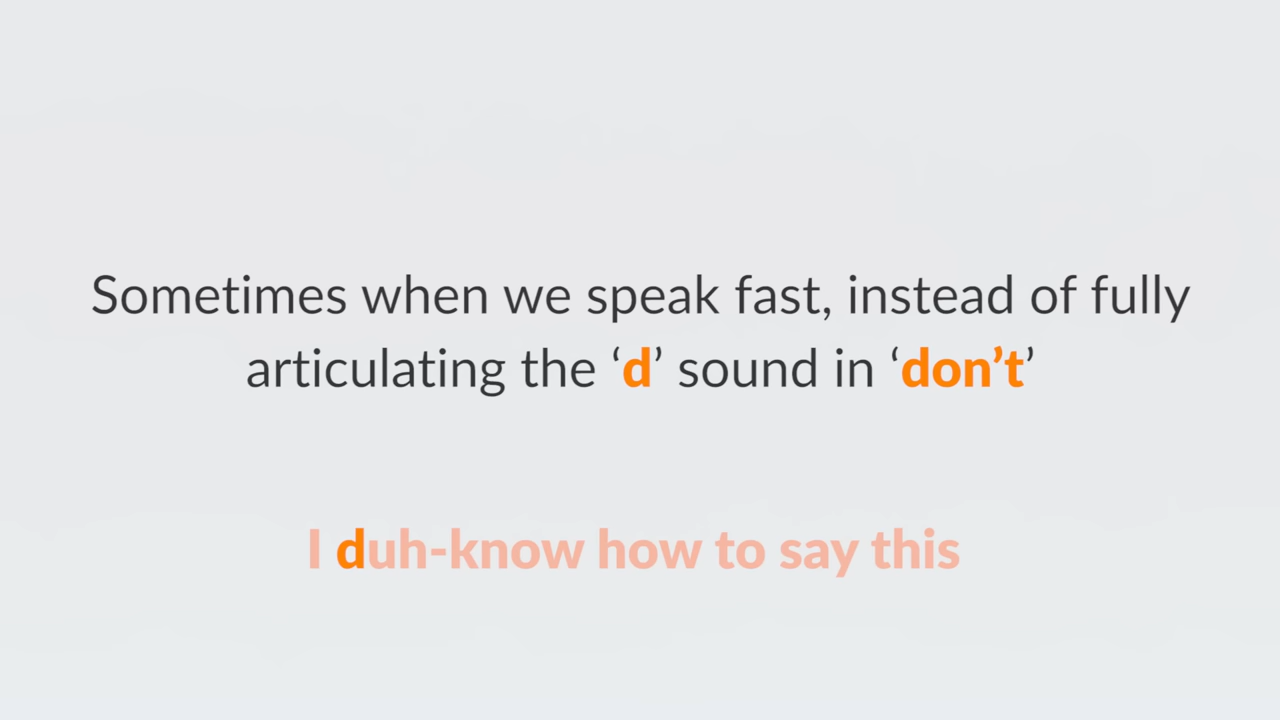 Sometimes when we speak fast, instead of fully
articulating the ‘d’ sound in ‘don’t’
I duh-know how to say this